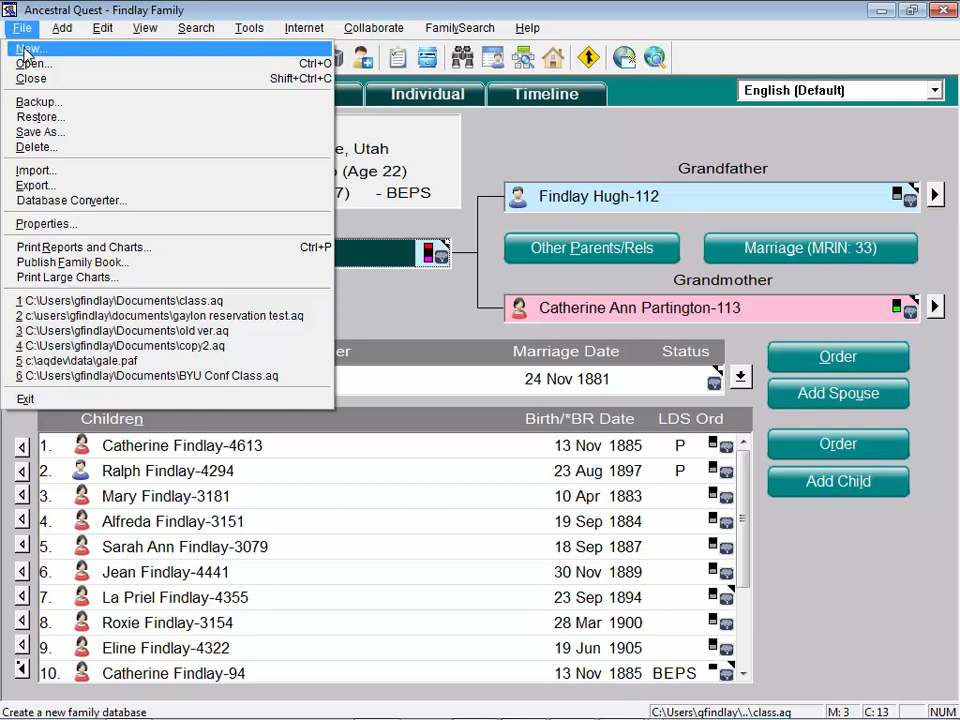 Ancestral Quest - Findlay Family
File Add Edit View Search Tools Internet Collaborate FamilySearch Help
New...
Open... Ctrl+O
Close Shift+Ctrl+C
Backup...
Restore...
Save As...
Delete...
Import...
Export...
Database Converter...
Properties...
Print Reports and Charts... Ctrl+P
Publish Family Book...
Print Large Charts...
1 C:\Users\gfindlay\Documents\class.aq
2 c:\users\gfindlay\documents\gaylon reservation test.aq
3 C:\Users\gfindlay\Documents\old ver.aq
4 C:\Users\gfindlay\Documents\copy2.aq
5 c:\aqdev\data\gale.paf
6 C:\Users\gfindlay\Documents\BYU Conf Class.aq
Exit
Individual Timeline English (Default)
e, Utah
o (Age 22)
7) - BEPS
Grandfather
Findlay Hugh-112
Other Parents/Rels Marriage (MRIN: 33)
Grandmother
Catherine Ann Partington-113
er Marriage Date Status
24 Nov 1881
Order
Add Spouse
Children Birth/*BR Date LDS Ord
1. Catherine Findlay-4613 13 Nov 1885 P
2. Ralph Findlay-4294 23 Aug 1897 P
3. Mary Findlay-3181 10 Apr 1883
4. Alfreda Findlay-3151 19 Sep 1884
5. Sarah Ann Findlay-3079 18 Sep 1887
6. Jean Findlay-4441 30 Nov 1889
7. La Priel Findlay-4355 23 Sep 1894
8. Roxie Findlay-3154 28 Mar 1900
9. Eline Findlay-4322 19 Jun 1905
10. Catherine Findlay-94 13 Nov 1885 BEPS
Order
Add Child
Create a new family database C:\Users\gfindlay\..\class.aq M: 3 C: 13 NUM